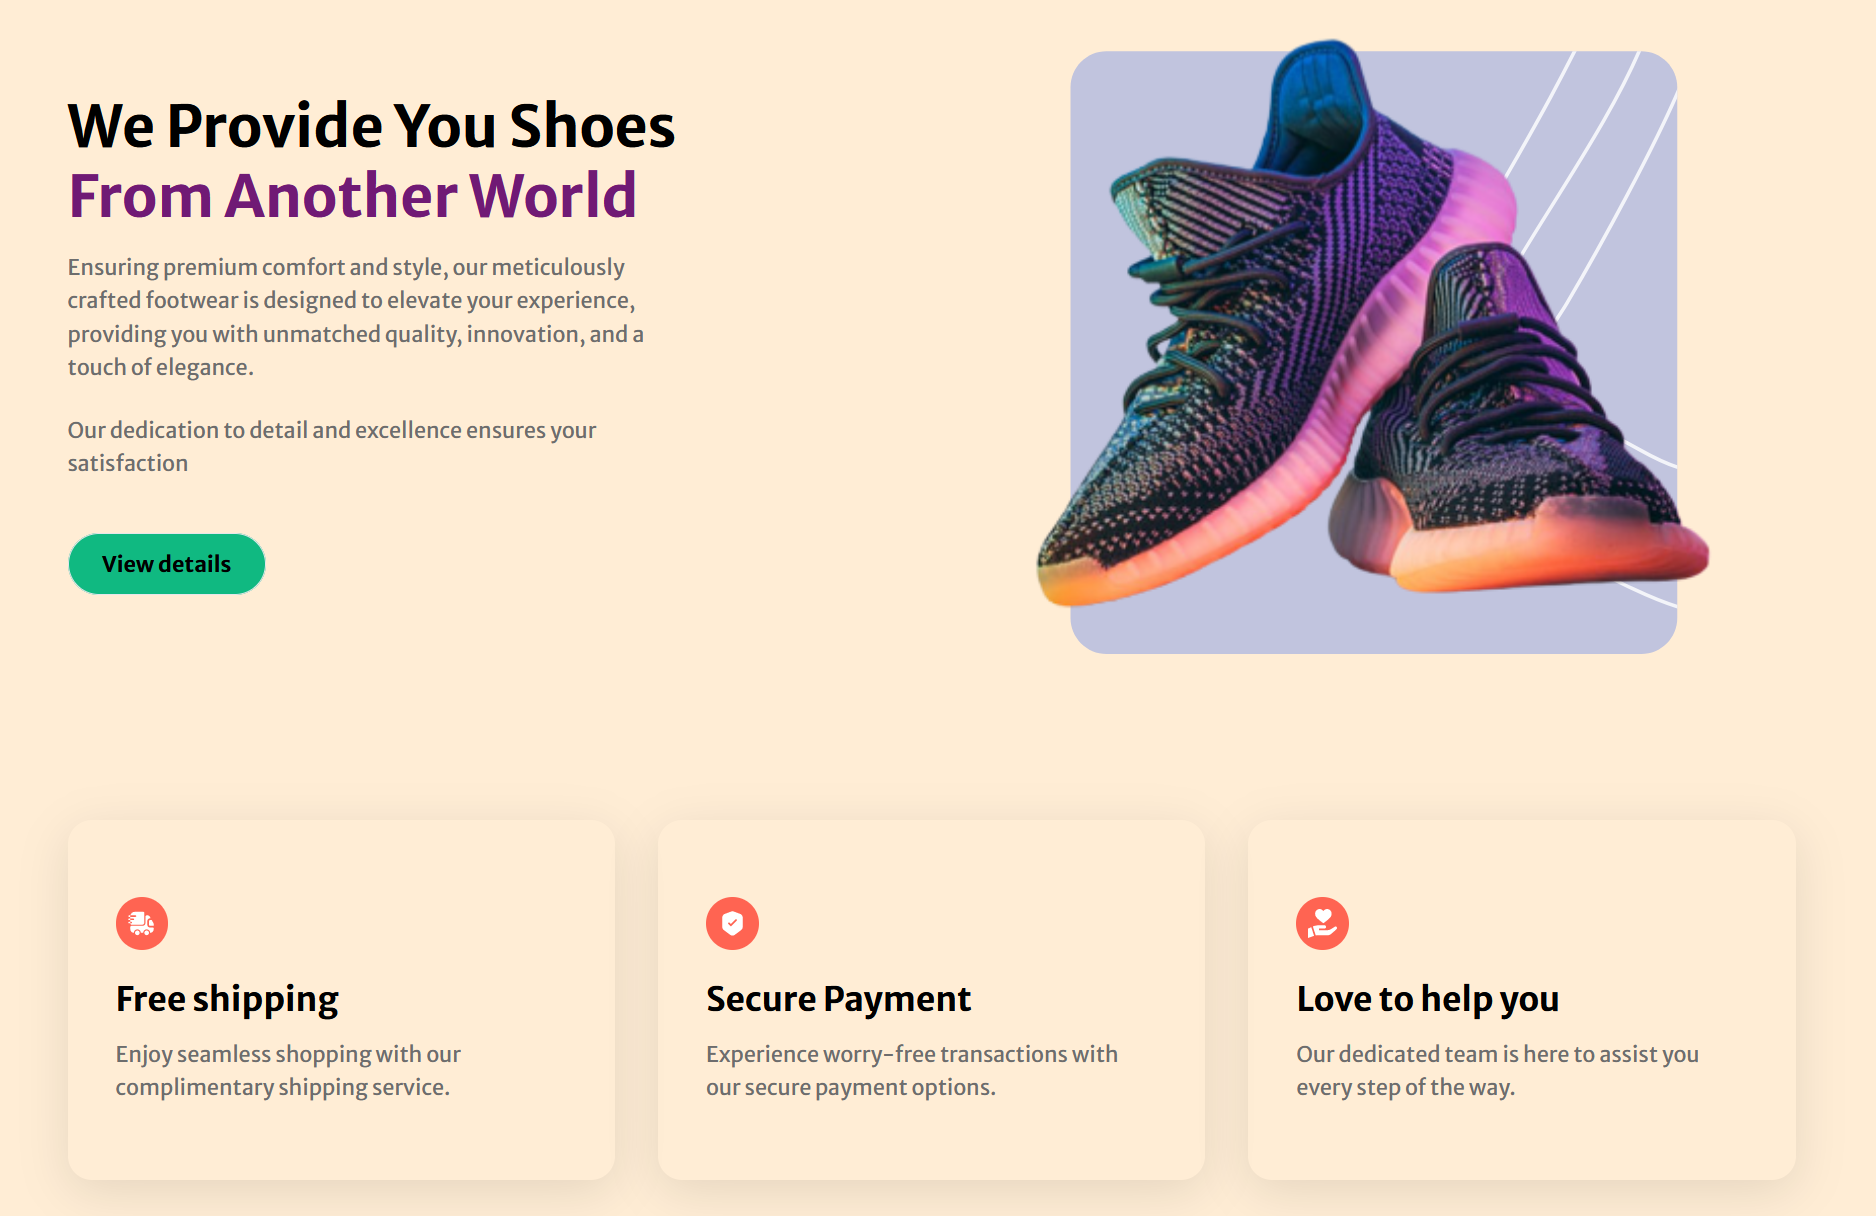 We Provide You Shoes
From Another World
Ensuring premium comfort and style, our meticulously
crafted footwear is designed to elevate your experience,
providing you with unmatched quality, innovation, and a
touch of elegance.
Our dedication to detail and excellence ensures your
satisfaction
View details
Free shipping
Enjoy seamless shopping with our
complimentary shipping service.
Secure Payment
Experience worry-free transactions with
our secure payment options.
Love to help you
Our dedicated team is here to assist you
every step of the way.